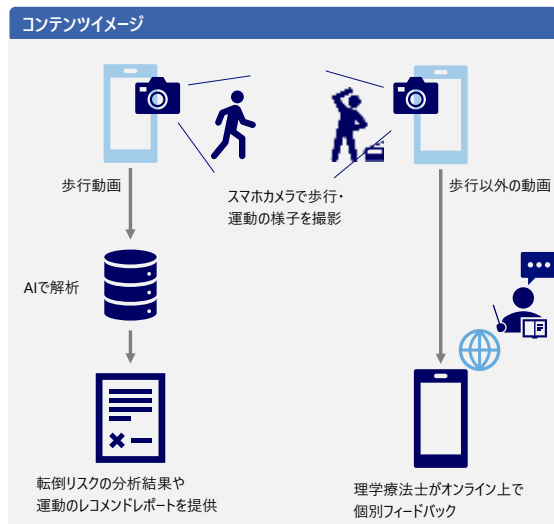 コンテンツイメージ
スマホカメラで歩行・
運動の様子を撮影
歩行動画
AIで解析
転倒リスクの分析結果や
運動のレコメンドレポートを提供
歩行以外の動画
理学療法士がオンライン上で
個別フィードバック